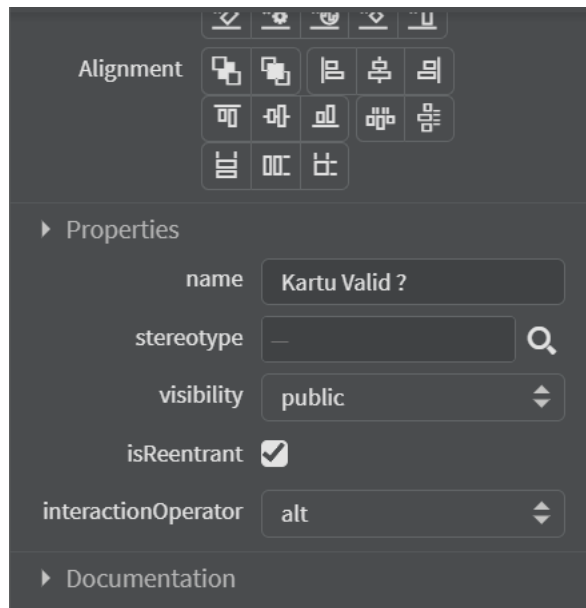 Alignment
Properties
name Kartu Valid ?
stereotype —
visibility public
isReentrant
interactionOperator alt
Documentation